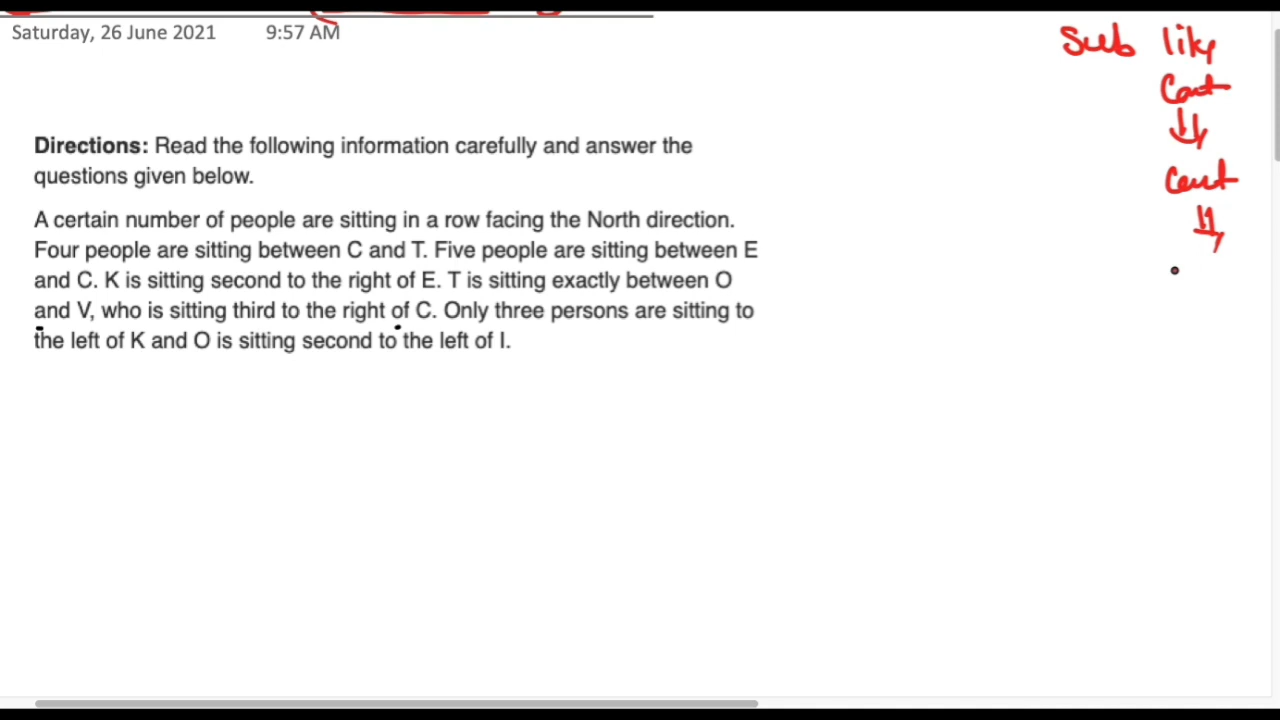 Saturday, 26 June 2021 9:57 AM
Sub like
Directions: Read the following information carefully and answer the
questions given below.
A certain number of people are sitting in a row facing the North direction.
Four people are sitting between C and T. Five people are sitting between E
and C. K is sitting second to the right of E. T is sitting exactly between O
and V, who is sitting third to the right of C. Only three persons are sitting to
the left of K and O is sitting second to the left of I.